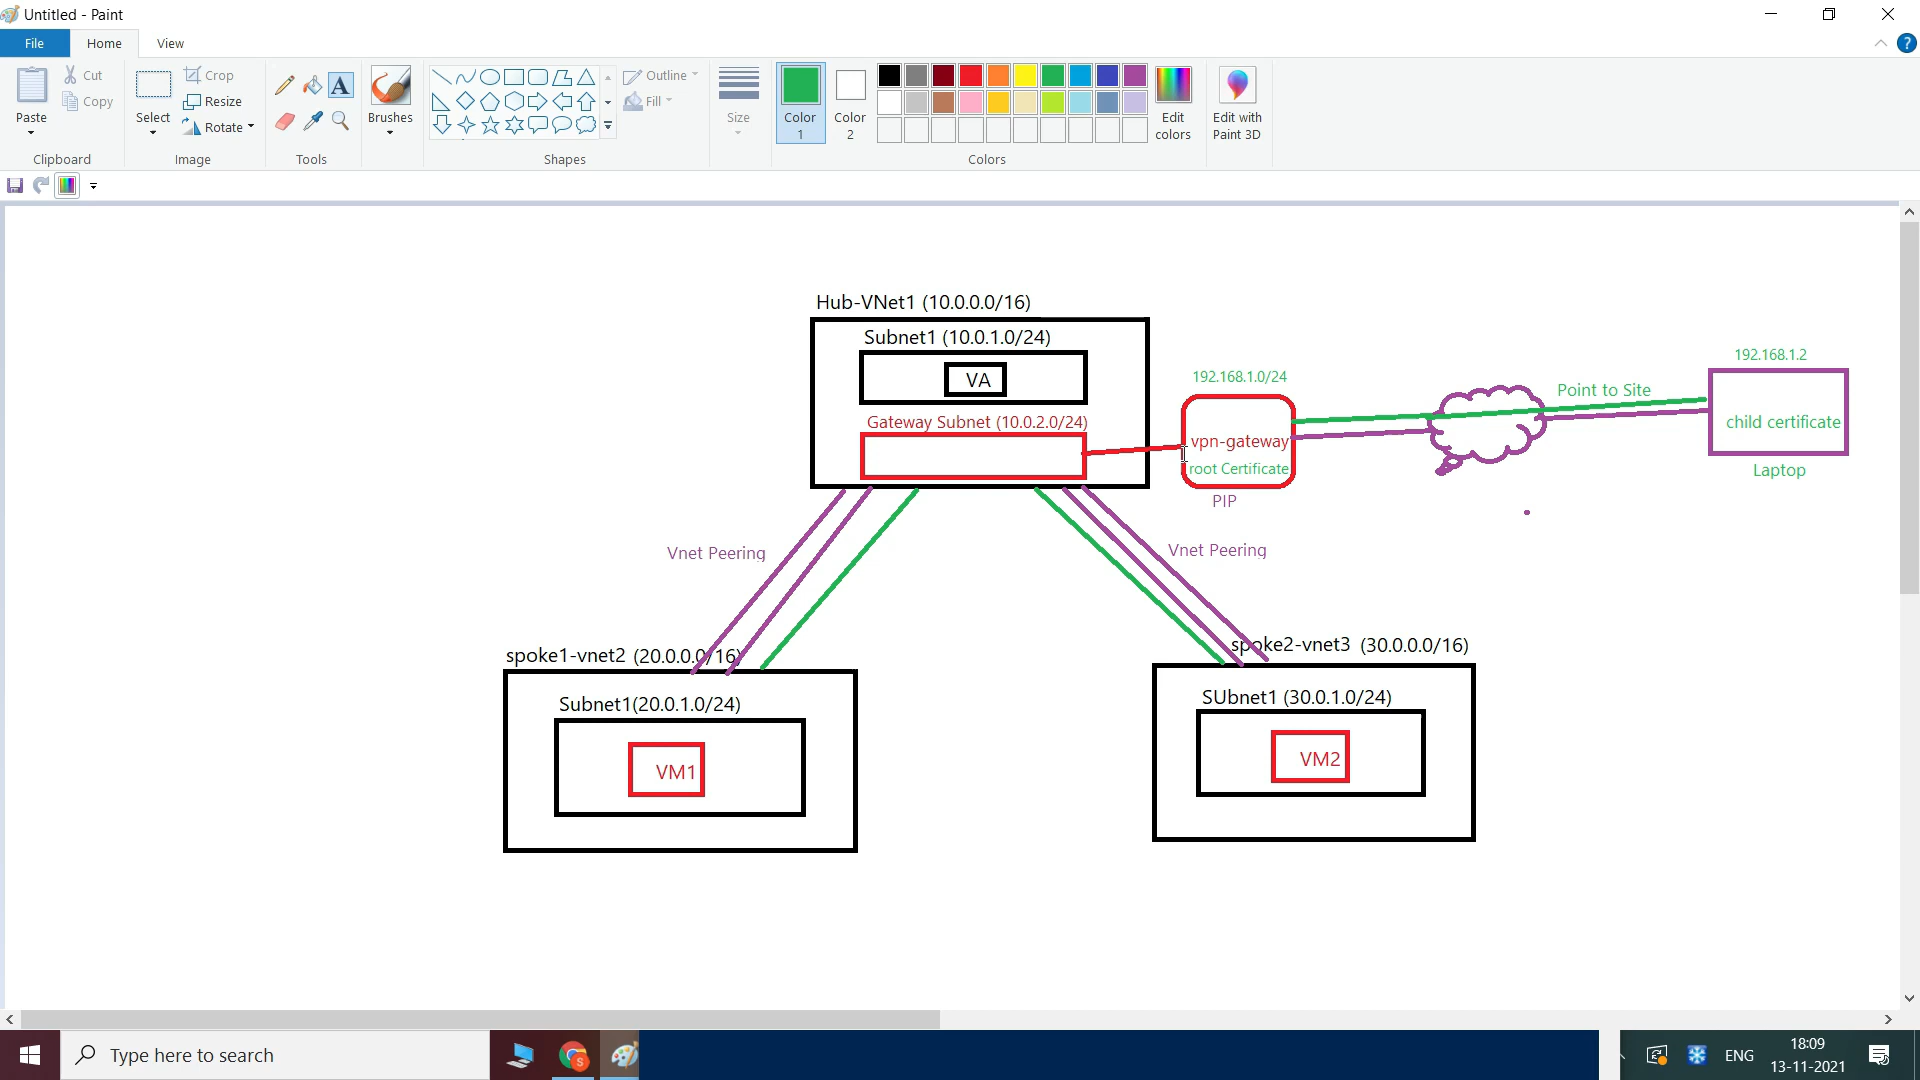 Untitled - Paint
File
Home
View
Paste
Cut
Copy
Clipboard
Select
Crop
Resize
Rotate
Image
A
Tools
Brushes
Outline
Fill
Shapes
Size
Color
1
Color
2
Edit
colors
Edit with
Paint 3D
Colors
?
Hub-VNet1 (10.0.0.0/16)
Subnet1 (10.0.1.0/24)
VA
Gateway Subnet (10.0.2.0/24)
192.168.1.0/24
vpn-gateway
root Certificate
PIP
Point to Site
192.168.1.2
child certificate
Laptop
Vnet Peering
Vnet Peering
spoke1-vnet2 (20.0.0.0/16)
Subnet1(20.0.1.0/24)
VM1
spoke2-vnet3 (30.0.0.0/16)
SUbnet1 (30.0.1.0/24)
VM2
Type here to search
S
ENG
18:09
13-11-2021